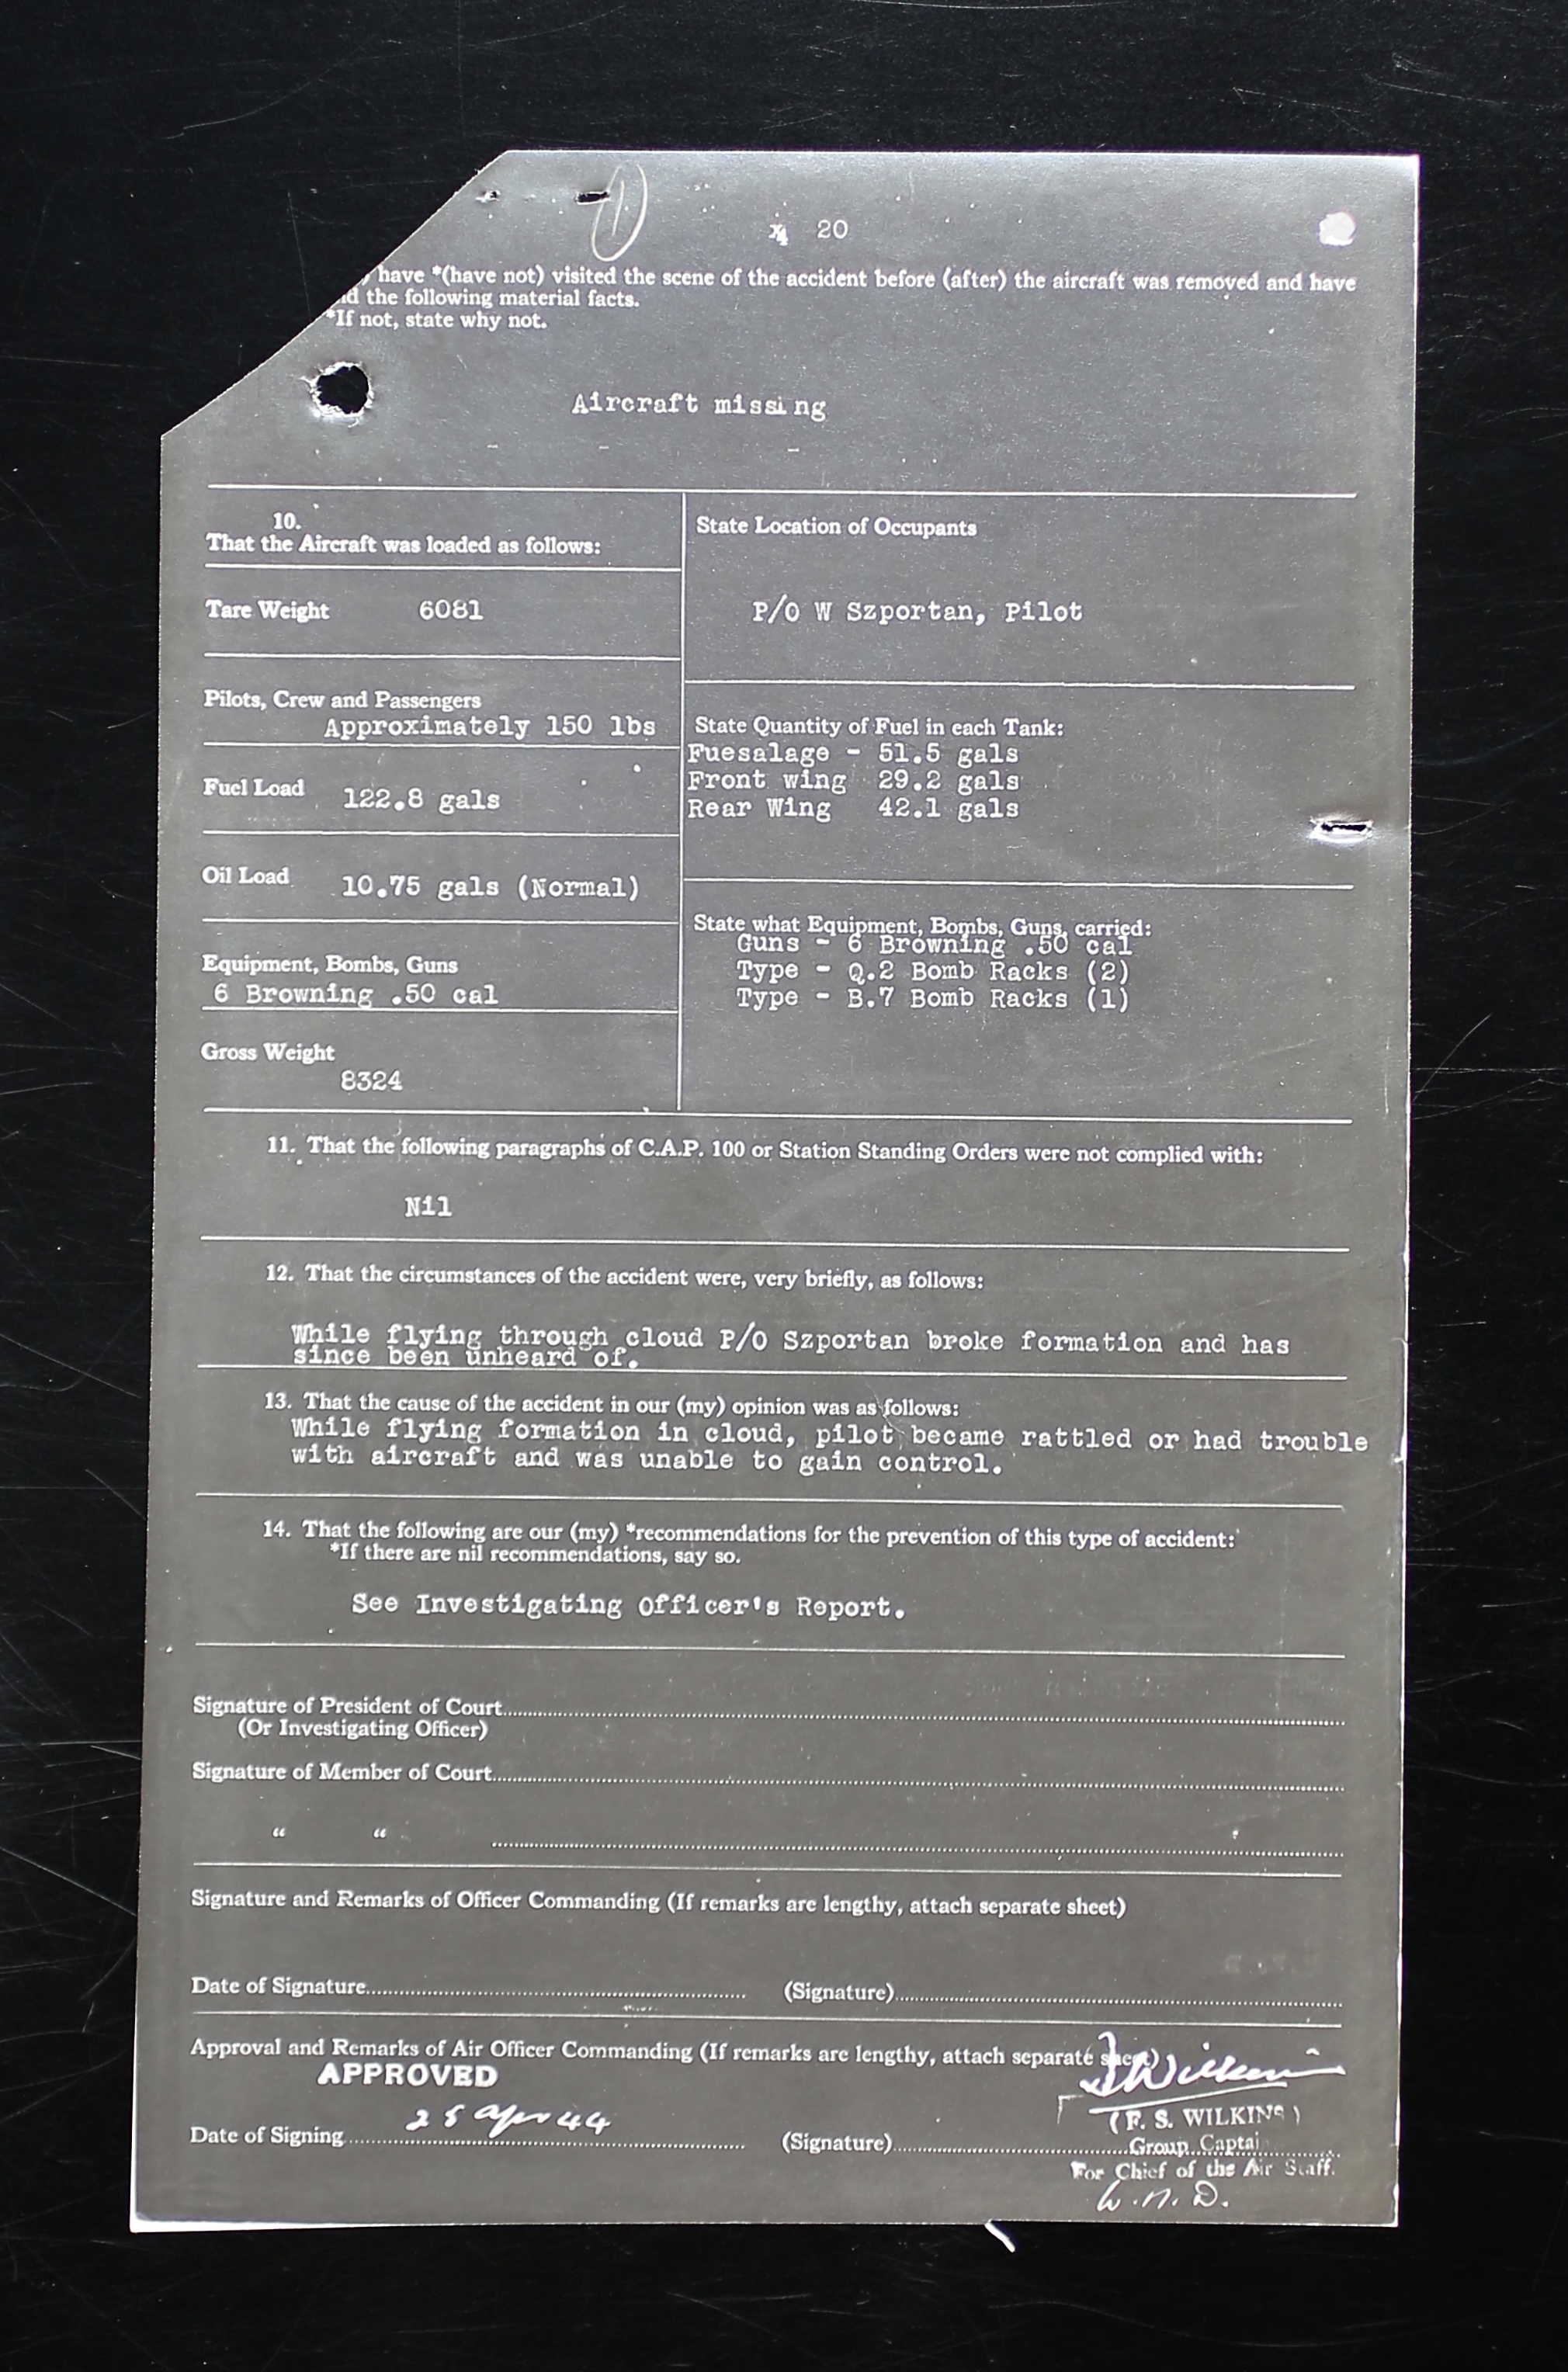 20
have *(have not) visited the scene of the accident before (after) the aircraft was removed and have
the following material facts.
*If not, state why not.
Aircraft missing
10.
That the Aircraft was loaded as follows:
Tare Weight 6081
Pilots, Crew and Passengers
Approximately 150 lbs
Fuel Load 122.8 gals
Oil Load 10.75 gals (Normal)
Equipment, Bombs, Guns
6 Browning .50 cal
Gross Weight
8324
State Location of Occupants
P/O W Szportan, Pilot
State Quantity of Fuel in each Tank:
Fuesalage - 51.5 gals
Front wing 29.2 gals
Rear Wing 42.1 gals
State what Equipment, Bombs, Guns, carried:
Guns - 6 Browning .50 cal
Type - Q.2 Bomb Racks (2)
Type - B.7 Bomb Racks (1)
11. That the following paragraphs of C.A.P. 100 or Station Standing Orders were not complied with:
Nil
12. That the circumstances of the accident were, very briefly, as follows:
While flying through cloud P/O Szportan broke formation and has
since been unheard of.
13. That the cause of the accident in our (my) opinion was as follows:
While flying formation in cloud, pilot became rattled or had trouble
with aircraft and was unable to gain control.
14. That the following are our (my) *recommendations for the prevention of this type of accident:
*If there are nil recommendations, say so.
See Investigating Officer's Report.
Signature of President of Court
(Or Investigating Officer)
Signature of Member of Court
" "
Signature and Remarks of Officer Commanding (If remarks are lengthy, attach separate sheet)
Date of Signature (Signature)
Approval and Remarks of Air Officer Commanding (If remarks are lengthy, attach separate sheet)
APPROVED
Date of Signing 25 Apr 44 (Signature)
(F. S. WILKINS)
Group Captai
For Chief of the Air Staff.